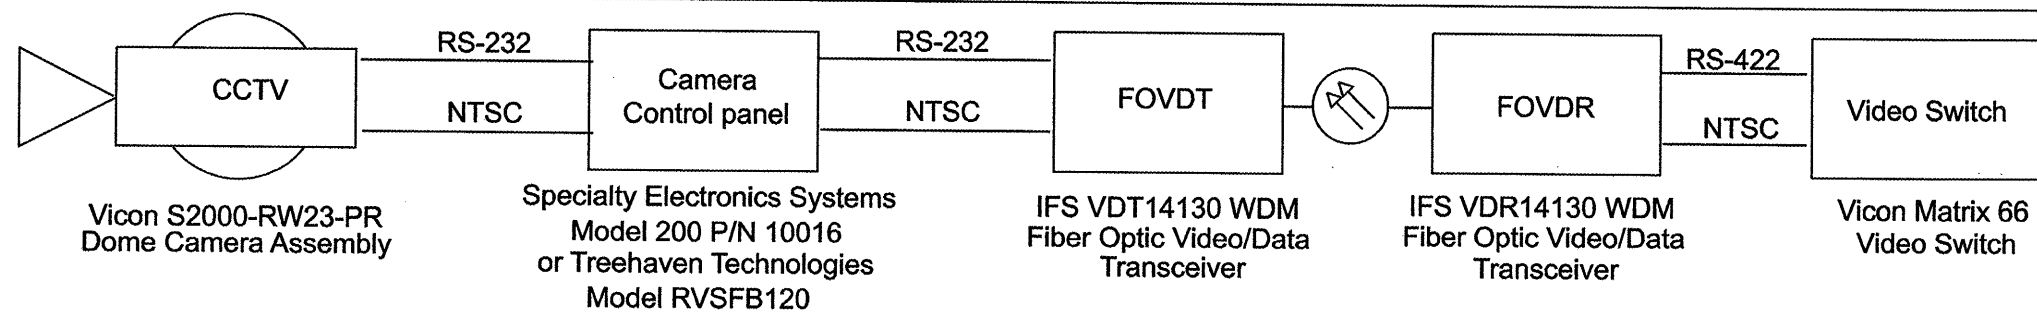 CCTV
RS-232
NTSC
Camera
Control panel
RS-232
NTSC
FOVDT
FOVDR
RS-422
NTSC
Video Switch
Vicon S2000-RW23-PR
Dome Camera Assembly
Specialty Electronics Systems
Model 200 P/N 10016
or Treehaven Technologies
Model RVSFB120
IFS VDT14130 WDM
Fiber Optic Video/Data
Transceiver
IFS VDR14130 WDM
Fiber Optic Video/Data
Transceiver
Vicon Matrix 66
Video Switch